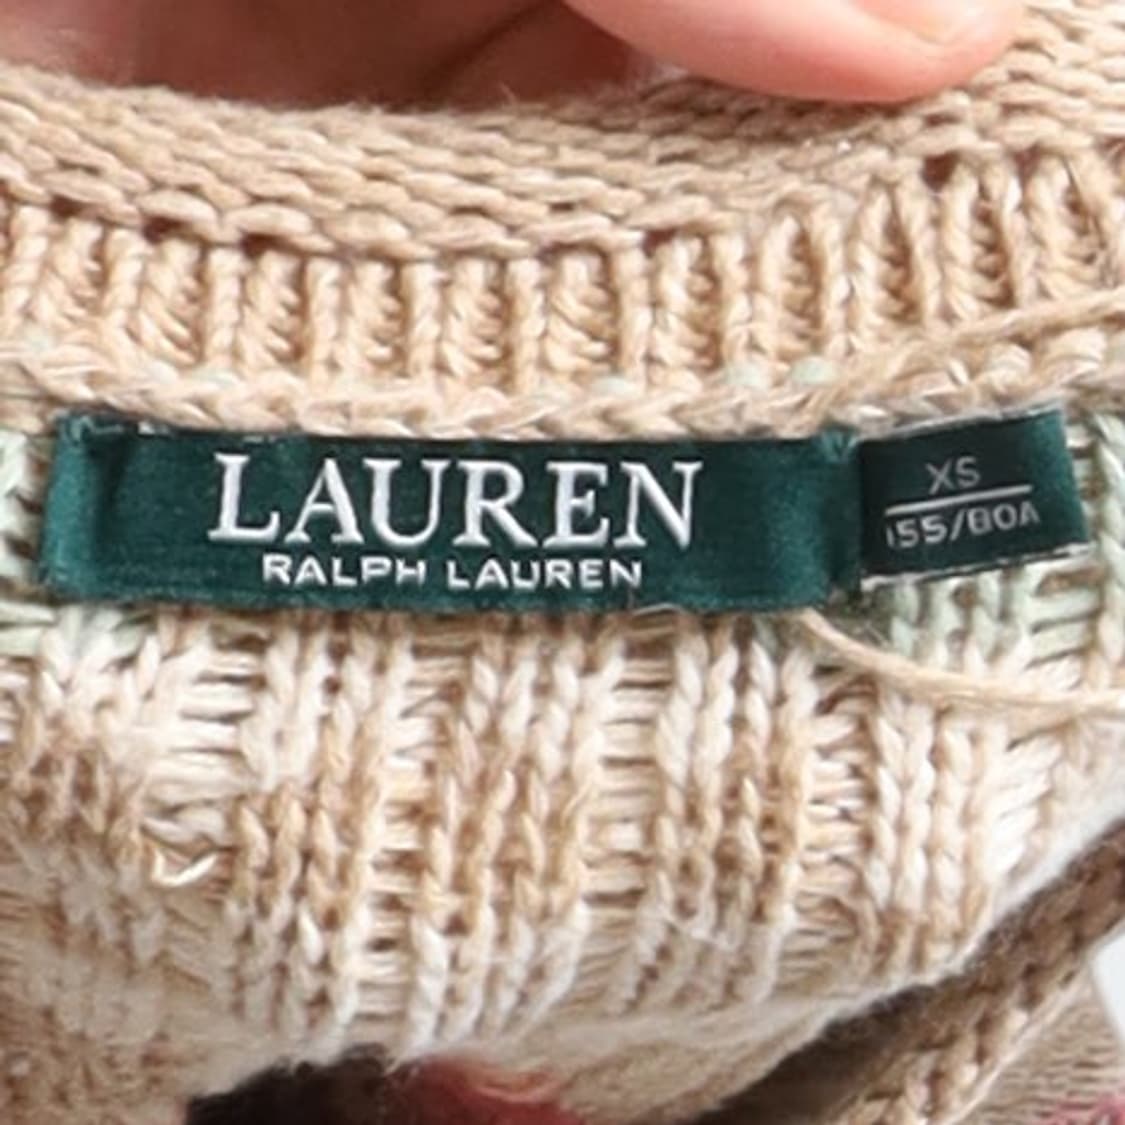 LAUREN
RALPH LAUREN
XS
155/80A